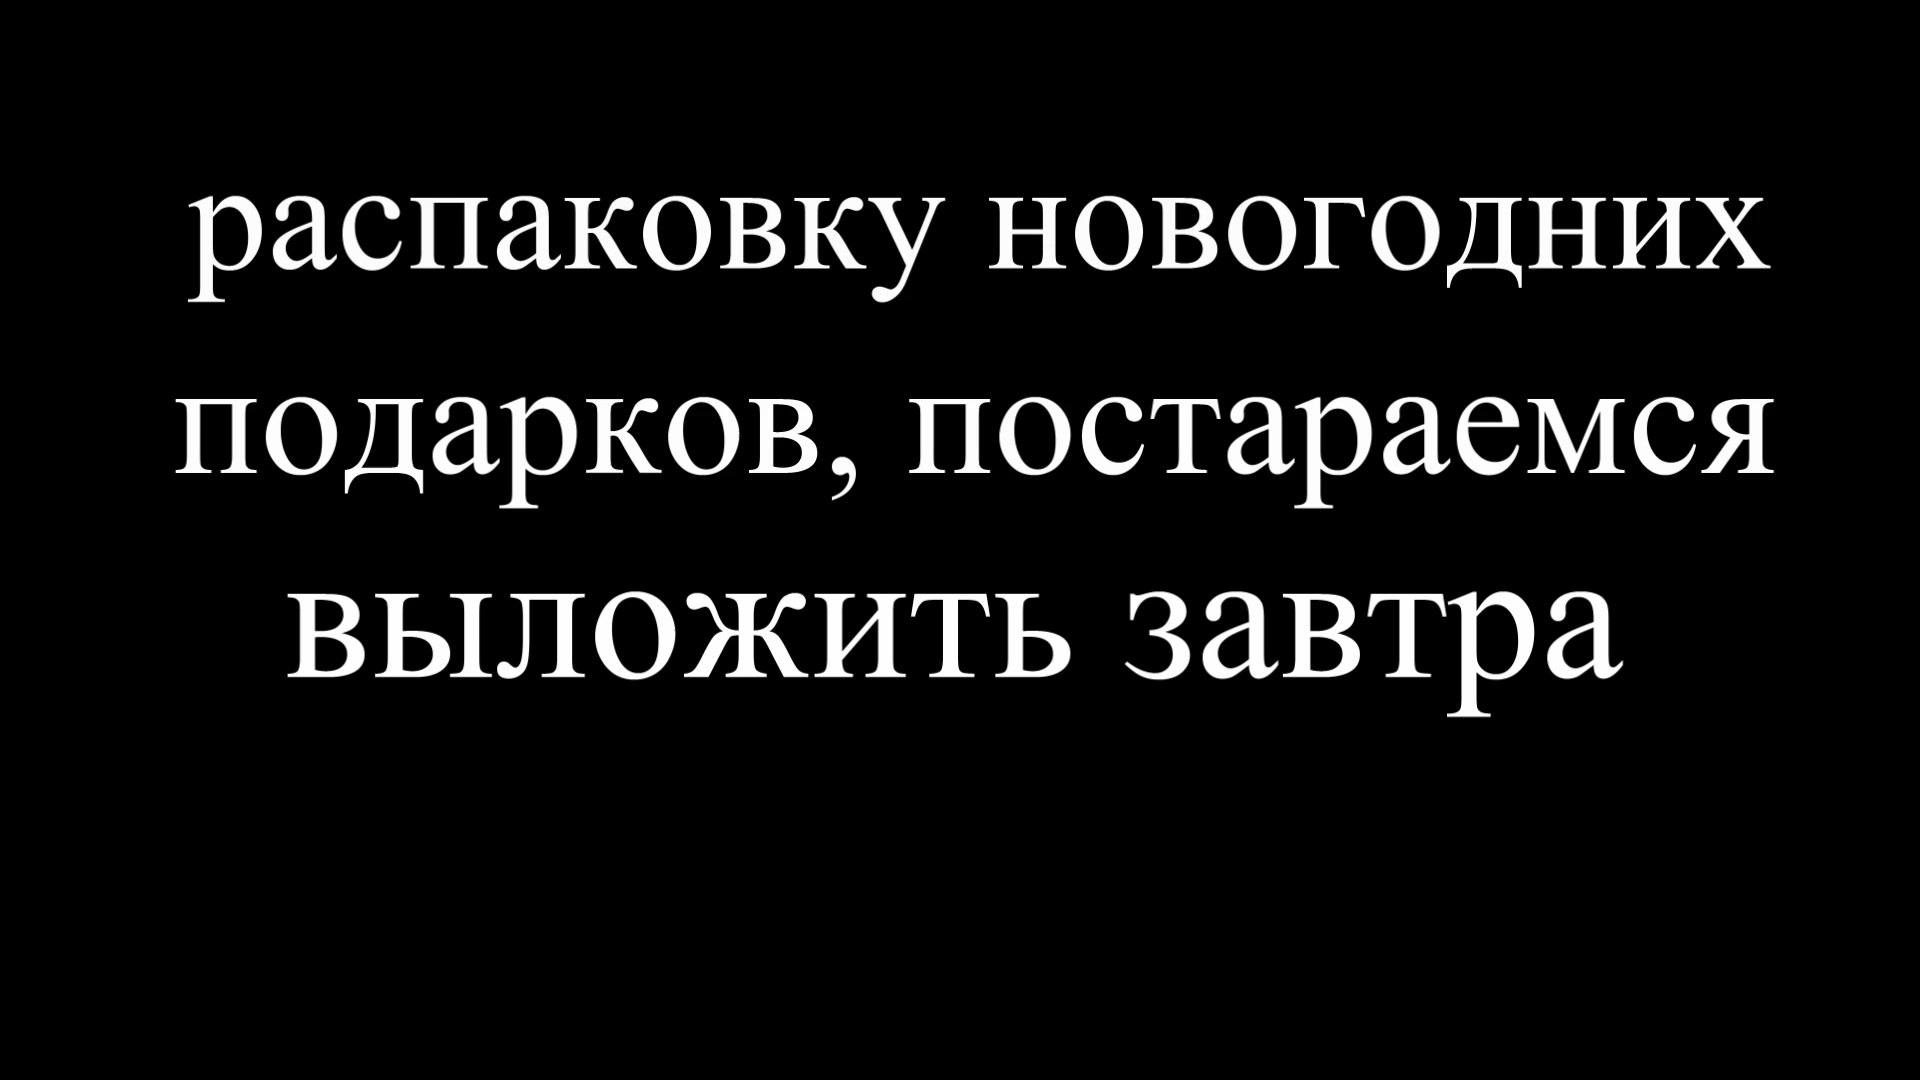 распаковку новогодних
подарков, постараемся
выложить завтра